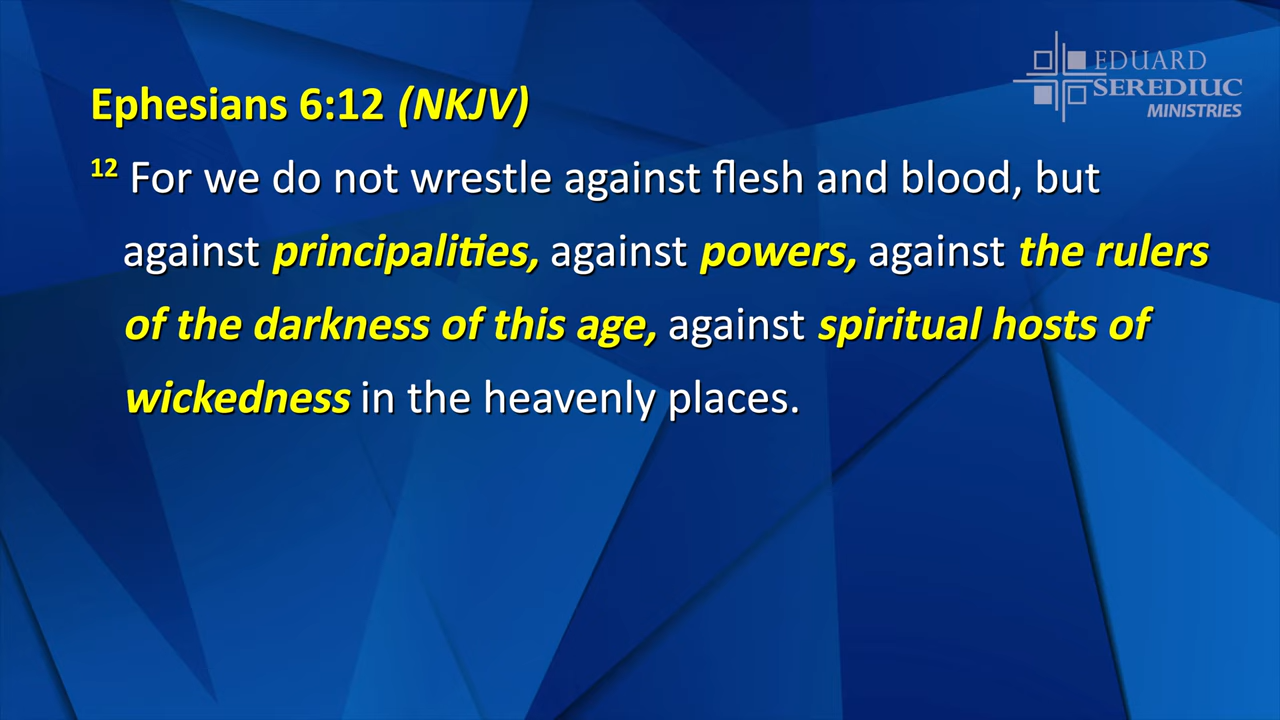 EDUARD
SEREDIUC
MINISTRIES
Ephesians 6:12 (NKJV)
12 For we do not wrestle against flesh and blood, but
against principalities, against powers, against the rulers
of the darkness of this age, against spiritual hosts of
wickedness in the heavenly places.